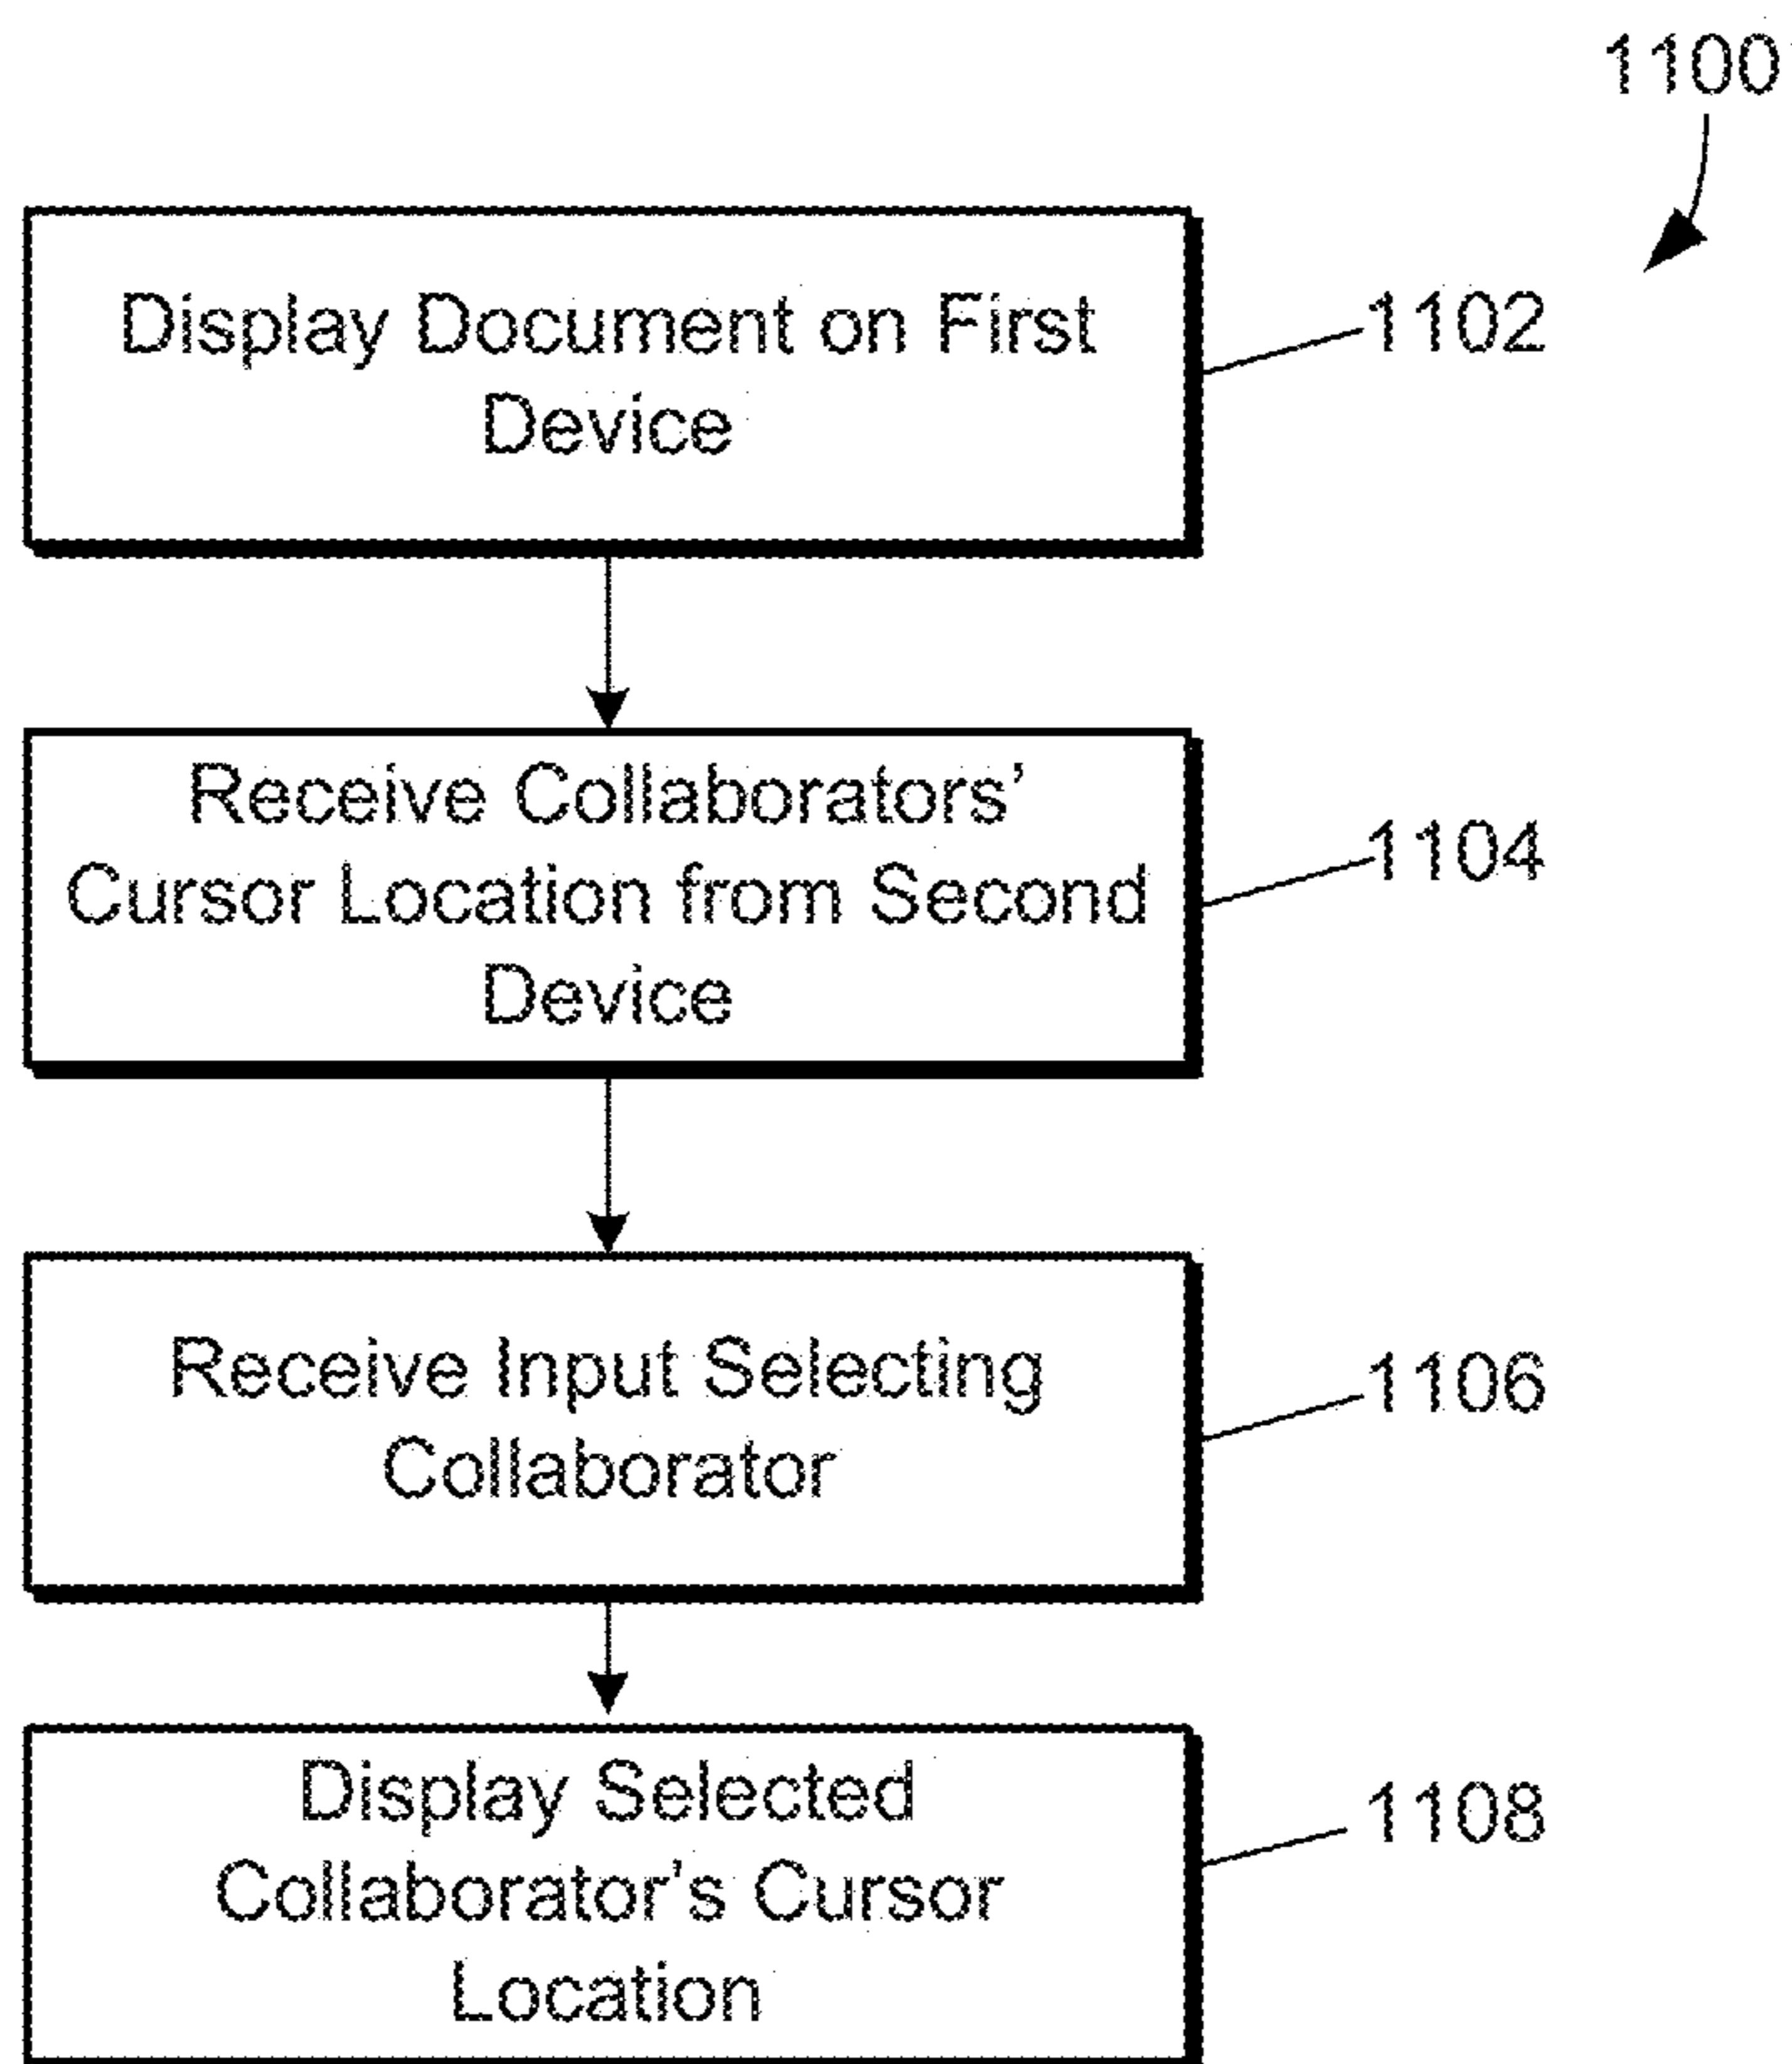 1100
Display Document on First
Device
1102
Receive Collaborators’
Cursor Location from Second
Device
1104
Receive Input Selecting
Collaborator
1106
Display Selected
Collaborator's Cursor
Location
1108